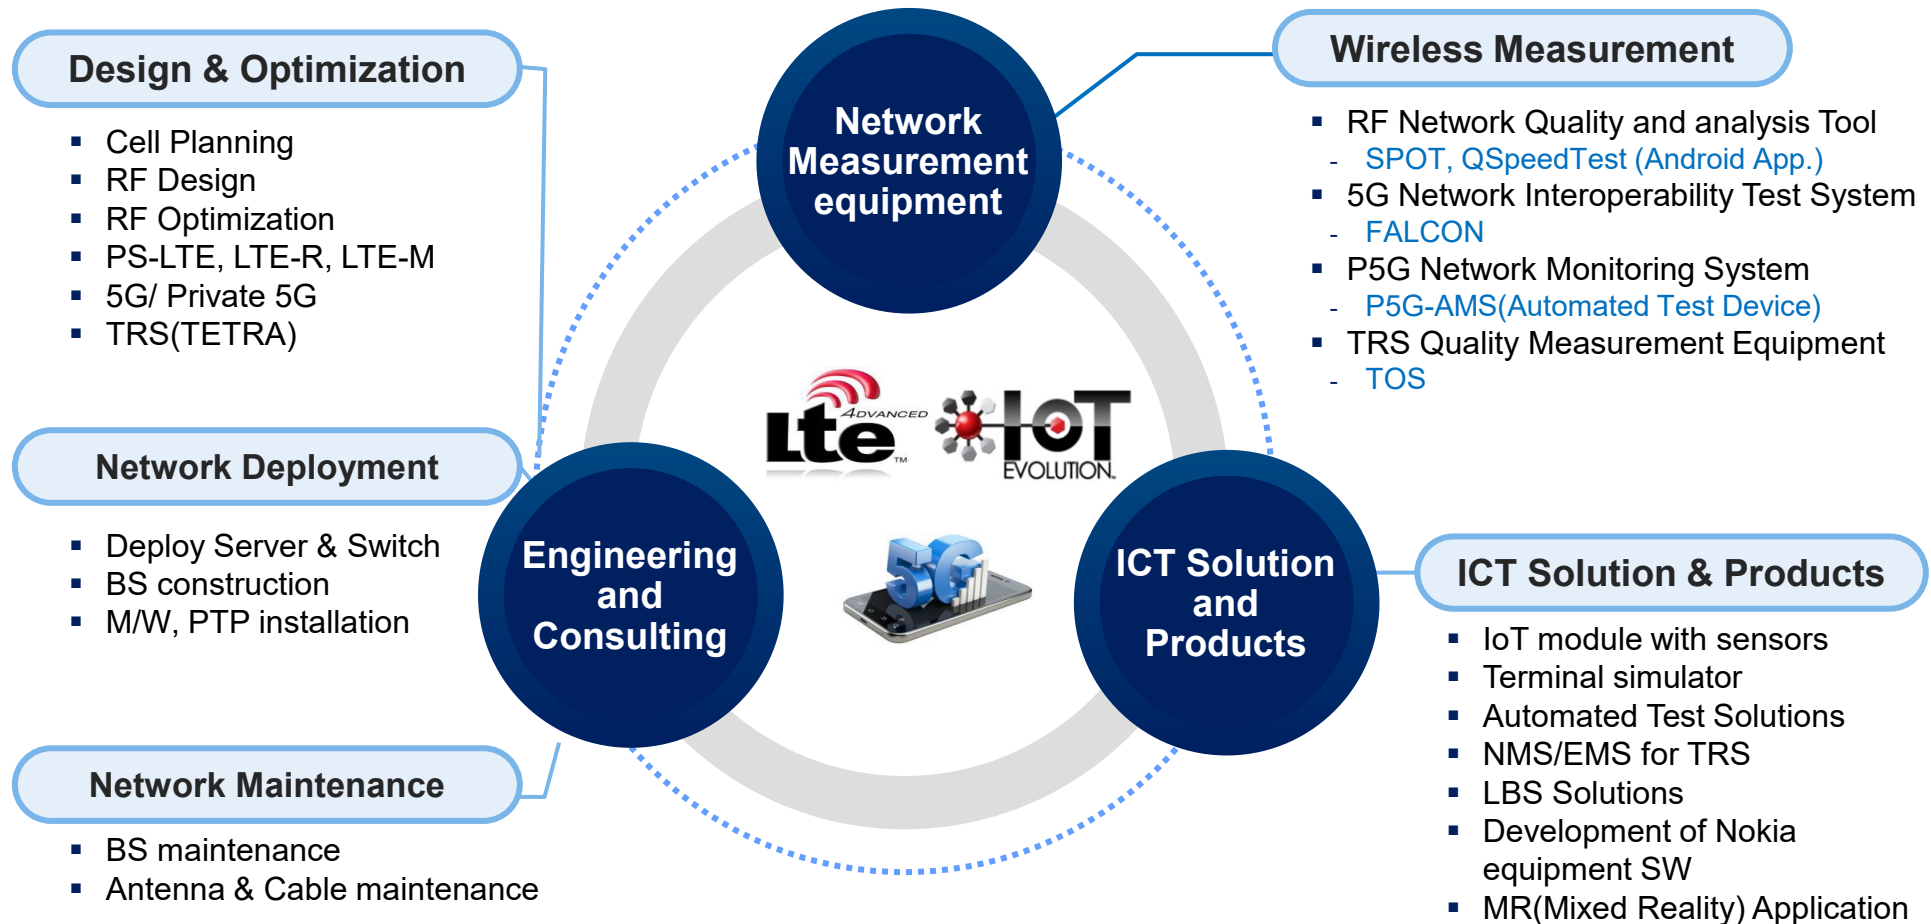 Design & Optimization
▪ Cell Planning
▪ RF Design
▪ RF Optimization
▪ PS-LTE, LTE-R, LTE-M
▪ 5G/ Private 5G
▪ TRS(TETRA)
Network Deployment
▪ Deploy Server & Switch
▪ BS construction
▪ M/W, PTP installation
Network Maintenance
▪ BS maintenance
▪ Antenna & Cable maintenance
Network
Measurement
equipment
Engineering
and
Consulting
ICT Solution
and
Products
4DVANCED
Lte™
IoT
EVOLUTION
5G
Wireless Measurement
▪ RF Network Quality and analysis Tool
- SPOT, QSpeedTest (Android App.)
▪ 5G Network Interoperability Test System
- FALCON
▪ P5G Network Monitoring System
- P5G-AMS(Automated Test Device)
▪ TRS Quality Measurement Equipment
- TOS
ICT Solution & Products
▪ IoT module with sensors
▪ Terminal simulator
▪ Automated Test Solutions
▪ NMS/EMS for TRS
▪ LBS Solutions
▪ Development of Nokia
equipment SW
▪ MR(Mixed Reality) Application